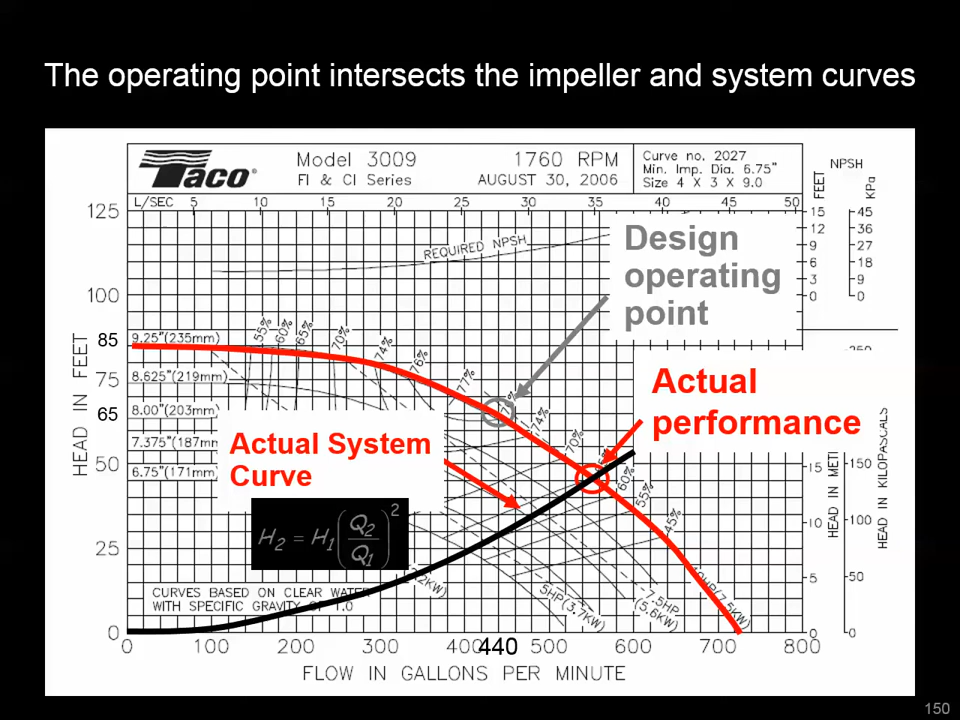 The operating point intersects the impeller and system curves
Taco®
Model 3009
FI & CI Series
1760 RPM
AUGUST 30, 2006
Curve no. 2027
Min. Imp. Dia. 6.75"
Size 4 X 3 X 9.0
NPSH
FEET
KPa
L/SEC 5 10 15 20 25 30 35 40 45 50
15 12 9 6 3 0
45 36 27 18 9 0
REQUIRED NPSH
Design
operating
point
HEAD IN FEET
125
100
85
75
65
50
25
0
9.25"(235mm)
8.625"(219mm)
8.00"(203mm)
7.375"(187mm
6.75"(171mm)
55% 60% 65% 70% 74% 76% 77%
74% 70% 60% 55% 45%
Actual
performance
Actual System
Curve
H2 = H1(Q2/Q1)2
CURVES BASED ON CLEAR WATER
WITH SPECIFIC GRAVITY OF 1.0
5HP(3.7KW)
7.5HP
(5.6KW)
15 10 5 0
HEAD IN METE
150 100 50 0
HEAD IN KILOPASCALS
0 100 200 300 400 440 500 600 700 800
FLOW IN GALLONS PER MINUTE
150